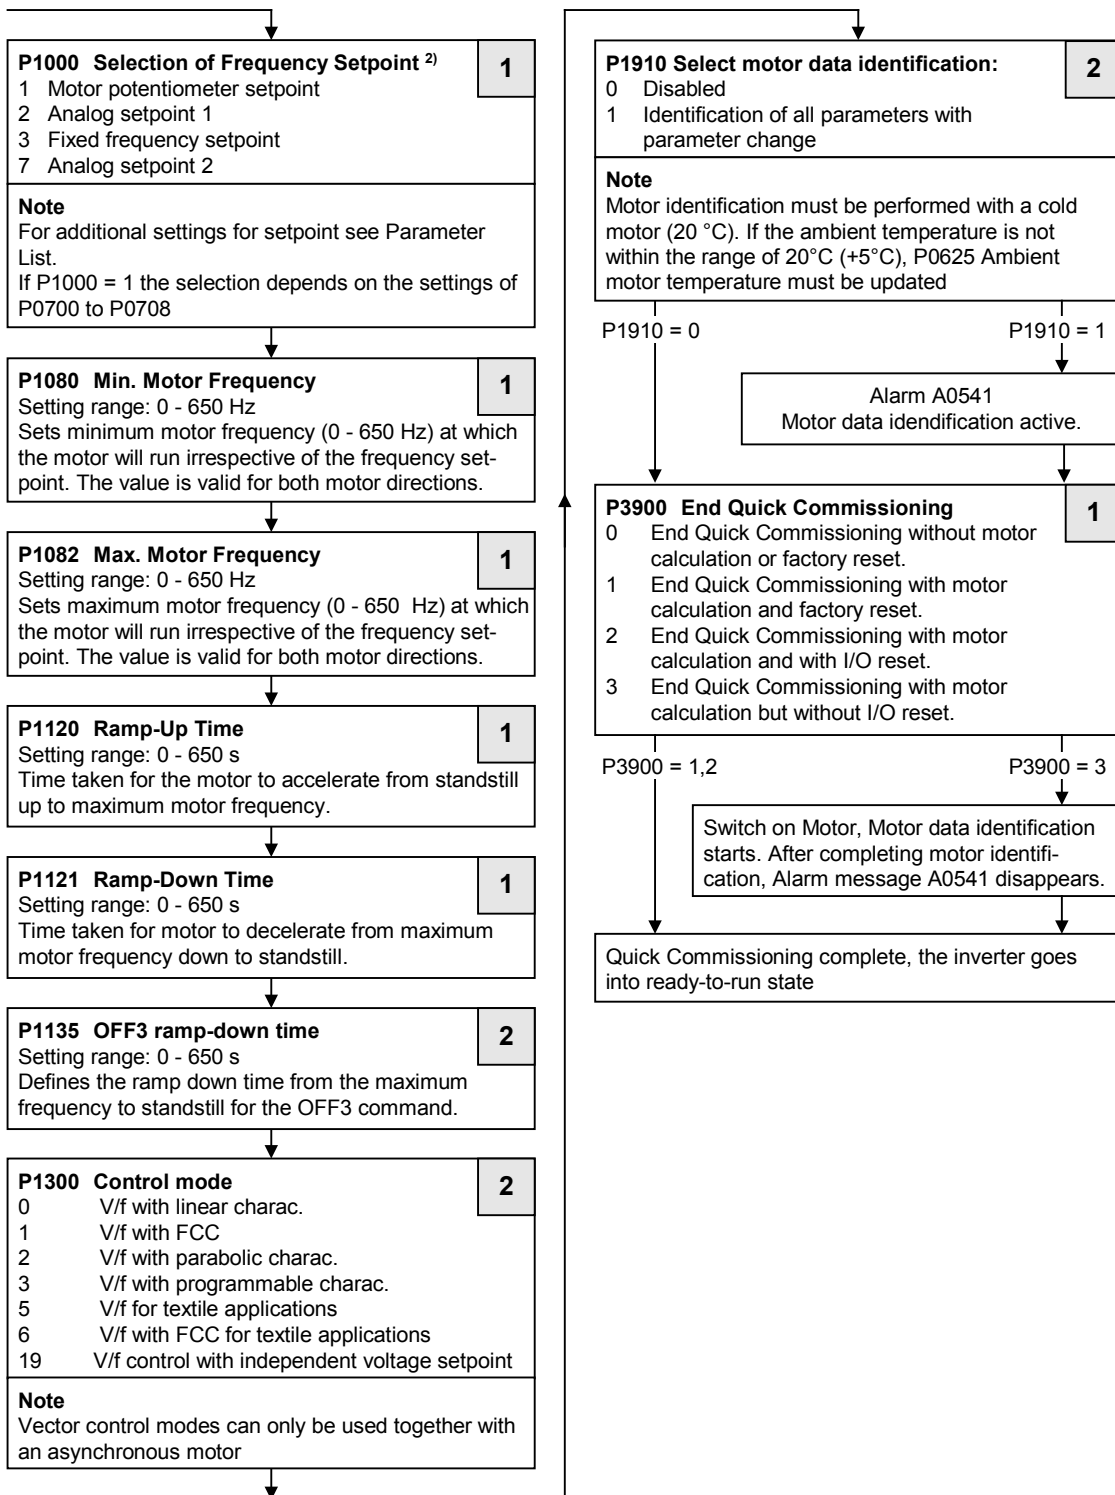 P1000 Selection of Frequency Setpoint 2)
1
1 Motor potentiometer setpoint
2 Analog setpoint 1
3 Fixed frequency setpoint
7 Analog setpoint 2
Note
For additional settings for setpoint see Parameter
List.
If P1000 = 1 the selection depends on the settings of
P0700 to P0708
P1080 Min. Motor Frequency
1
Setting range: 0 - 650 Hz
Sets minimum motor frequency (0 - 650 Hz) at which
the motor will run irrespective of the frequency set-
point. The value is valid for both motor directions.
P1082 Max. Motor Frequency
1
Setting range: 0 - 650 Hz
Sets maximum motor frequency (0 - 650 Hz) at which
the motor will run irrespective of the frequency set-
point. The value is valid for both motor directions.
P1120 Ramp-Up Time
1
Setting range: 0 - 650 s
Time taken for the motor to accelerate from standstill
up to maximum motor frequency.
P1121 Ramp-Down Time
1
Setting range: 0 - 650 s
Time taken for motor to decelerate from maximum
motor frequency down to standstill.
P1135 OFF3 ramp-down time
2
Setting range: 0 - 650 s
Defines the ramp down time from the maximum
frequency to standstill for the OFF3 command.
P1300 Control mode
2
0 V/f with linear charac.
1 V/f with FCC
2 V/f with parabolic charac.
3 V/f with programmable charac.
5 V/f for textile applications
6 V/f with FCC for textile applications
19 V/f control with independent voltage setpoint
Note
Vector control modes can only be used together with
an asynchronous motor
P1910 Select motor data identification:
2
0 Disabled
1 Identification of all parameters with
parameter change
Note
Motor identification must be performed with a cold
motor (20 °C). If the ambient temperature is not
within the range of 20°C (+5°C), P0625 Ambient
motor temperature must be updated
P1910 = 0
P1910 = 1
Alarm A0541
Motor data idendification active.
P3900 End Quick Commissioning
1
0 End Quick Commissioning without motor
calculation or factory reset.
1 End Quick Commissioning with motor
calculation and factory reset.
2 End Quick Commissioning with motor
calculation and with I/O reset.
3 End Quick Commissioning with motor
calculation but without I/O reset.
P3900 = 1,2
P3900 = 3
Switch on Motor, Motor data identification
starts. After completing motor identifi-
cation, Alarm message A0541 disappears.
Quick Commissioning complete, the inverter goes
into ready-to-run state